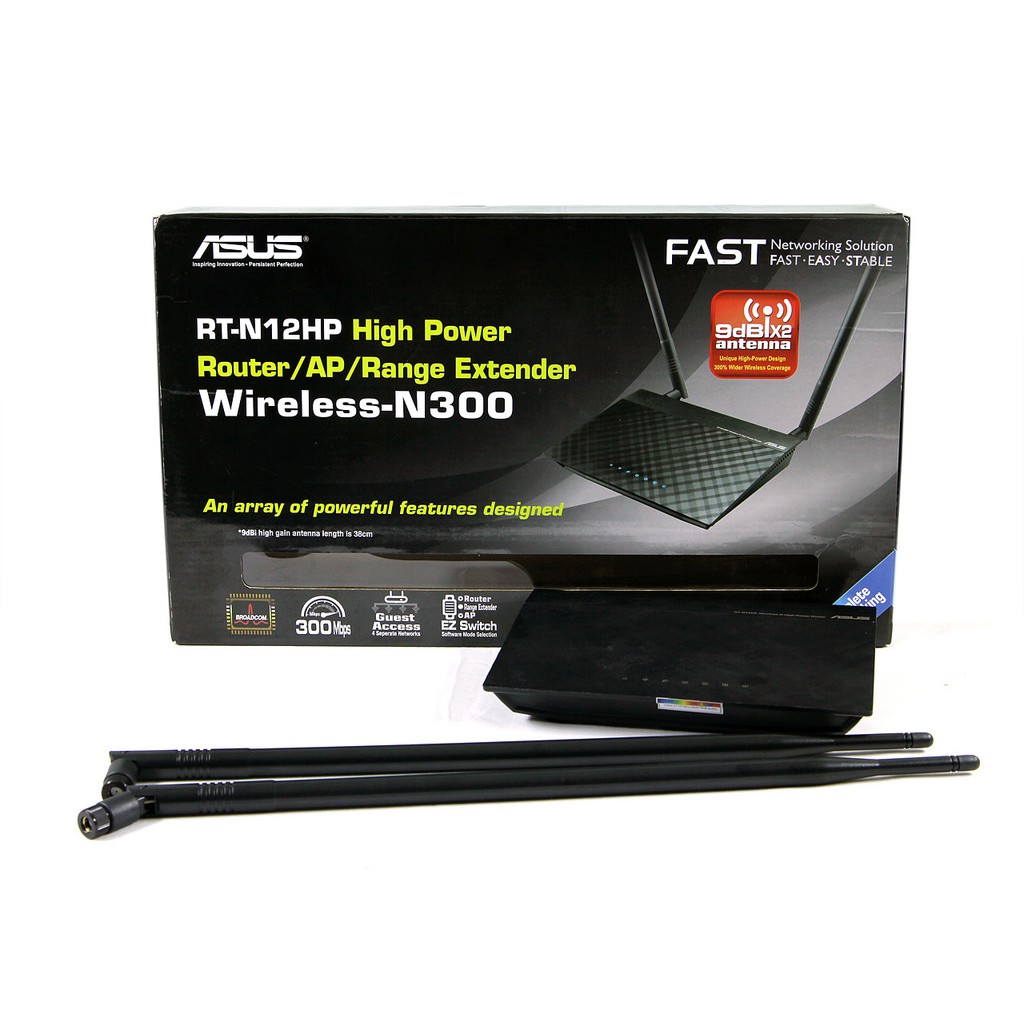 ASUS®
Inspiring Innovation • Persistent Perfection
FAST Networking Solution
FAST · EASY · STABLE
RT-N12HP High Power
Router/AP/Range Extender
Wireless-N300
9dBi x2
antenna
Unique High-Power Design
300% Wider Wireless Coverage
ASUS
An array of powerful features designed
*9dBi high gain antenna length is 38cm
BROADCOM.
Mbps
300 Mbps
Guest
Access
4 Seperate Networks
Router
Range Extender
AP
EZ Switch
Software Mode Selection
ASUS